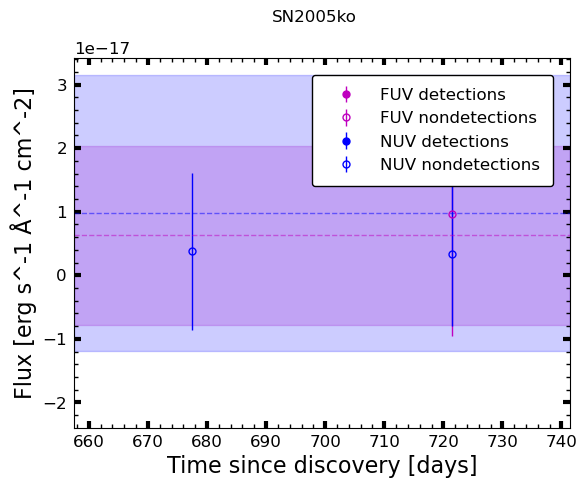 SN2005ko
1e−17
FUV detections
FUV nondetections
NUV detections
NUV nondetections
3
2
1
0
−1
−2
Flux [erg s^-1 Å^-1 cm^-2]
660 670 680 690 700 710 720 730 740
Time since discovery [days]